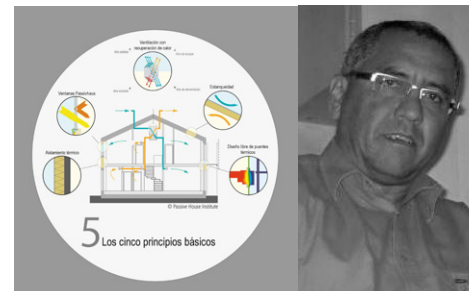 Ventilación con
recuperación de calor
Ventanas Passivhaus
Estanqueidad
Aislamiento térmico
Diseño libre de puentes
térmicos
© Passive House Institute
5 Los cinco principios básicos